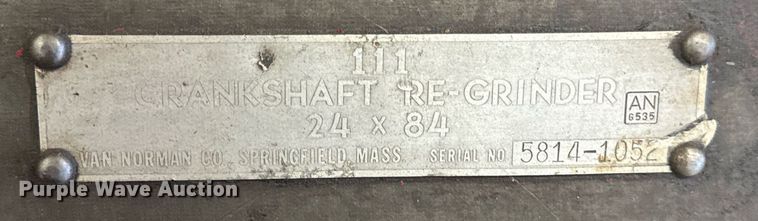 111
CRANKSHAFT RE-GRINDER
AN
6535
24 x 84
VAN NORMAN CO. SPRINGFIELD, MASS. SERIAL NO 5814-1052
Purple Wave Auction